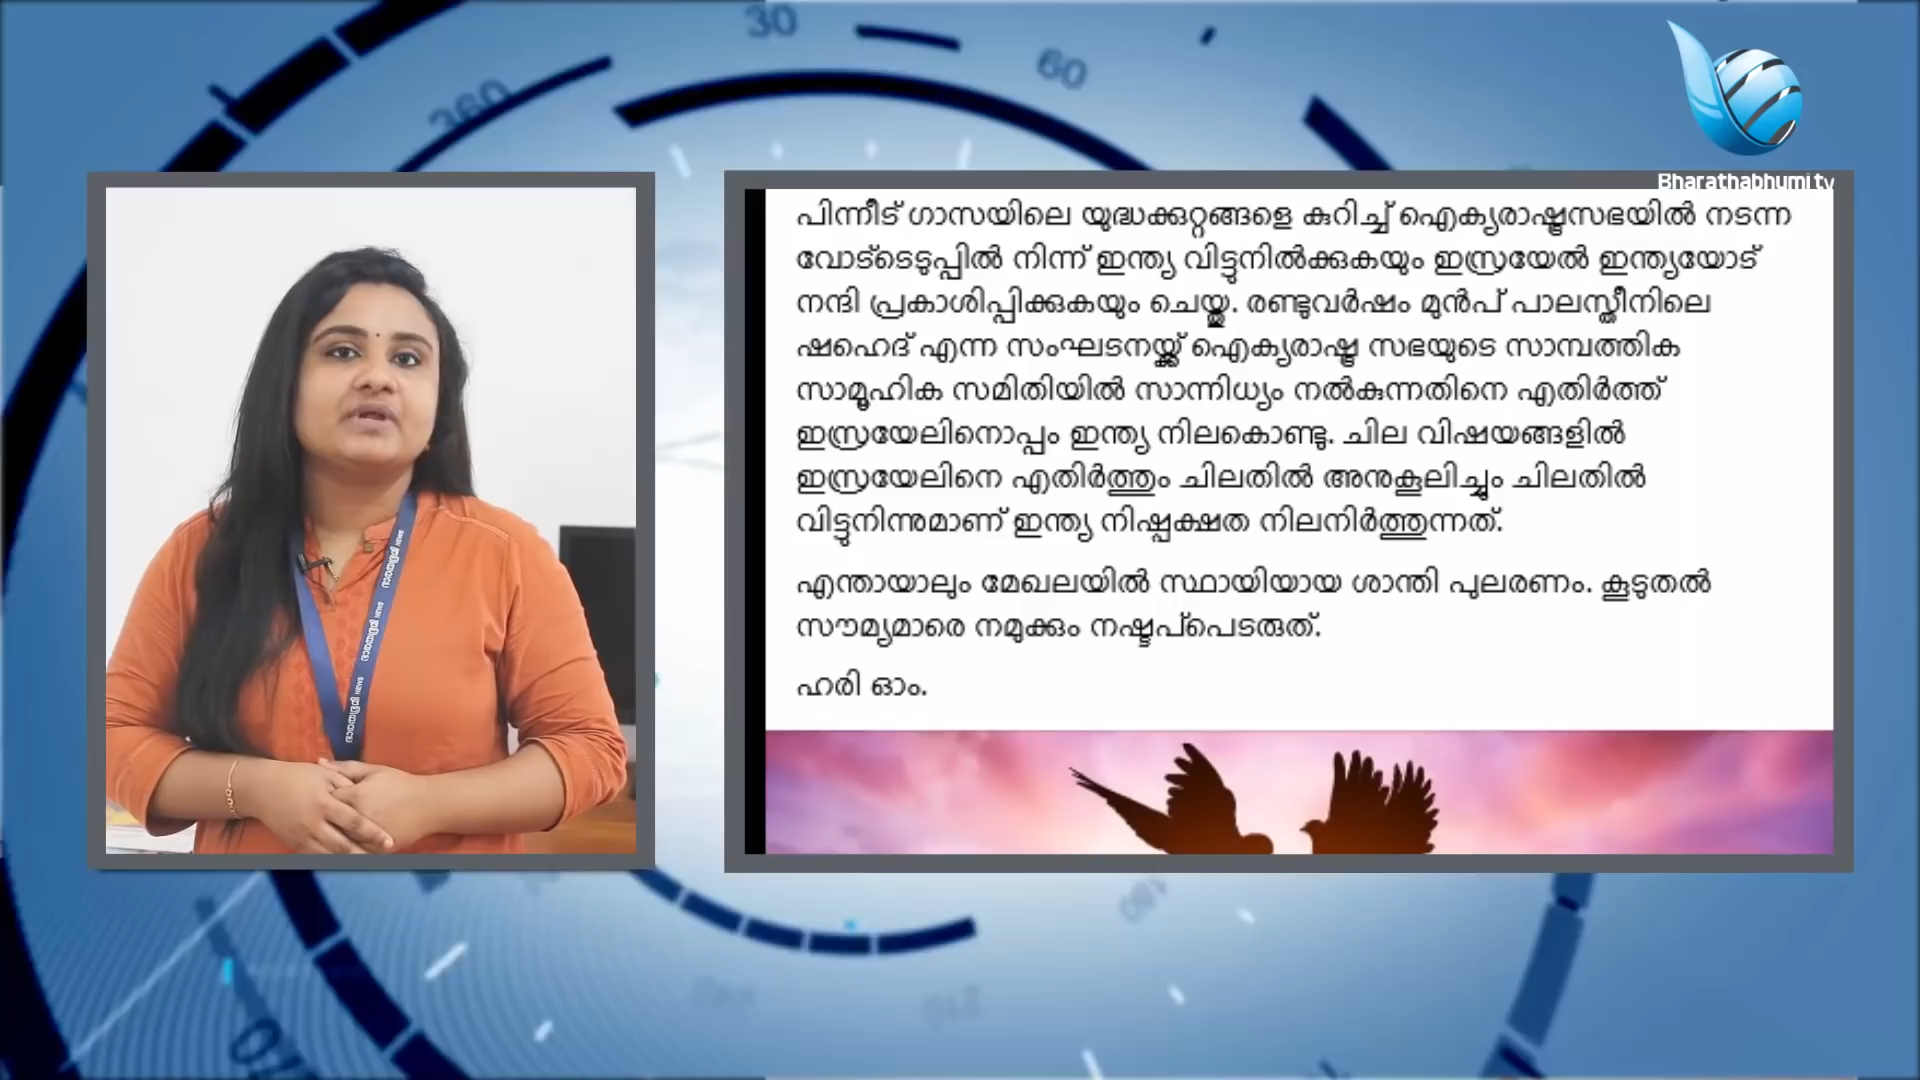 30
60
360
Bharathabhumi tv
പിന്നീട് ഗാസയിലെ യുദ്ധക്കുറ്റങ്ങളെ കുറിച്ച് ഐക്യരാഷ്ട്രസഭയിൽ നടന്ന
വോട്ടെടുപ്പിൽ നിന്ന് ഇന്ത്യ വിട്ടുനിൽക്കുകയും ഇസ്രയേൽ ഇന്ത്യയോട്
നന്ദി പ്രകാശിപ്പിക്കുകയും ചെയ്തു. രണ്ടുവർഷം മുൻപ് പാലസ്തീനിലെ
ഷഹെദ് എന്ന സംഘടനയ്ക്ക് ഐക്യരാഷ്ട്ര സഭയുടെ സാമ്പത്തിക
സാമൂഹിക സമിതിയിൽ സാന്നിധ്യം നൽകുന്നതിനെ എതിർത്ത്
ഇസ്രയേലിനൊപ്പം ഇന്ത്യ നിലകൊണ്ടു. ചില വിഷയങ്ങളിൽ
ഇസ്രയേലിനെ എതിർത്തും ചിലതിൽ അനുകൂലിച്ചും ചിലതിൽ
വിട്ടുനിന്നുമാണ് ഇന്ത്യ നിഷ്പക്ഷത നിലനിർത്തുന്നത്.
എന്തായാലും മേഖലയിൽ സ്ഥായിയായ ശാന്തി പുലരണം. കൂടുതൽ
സൗമ്യമാരെ നമുക്കും നഷ്ടപ്പെടരുത്.
ഹരി ഓം.